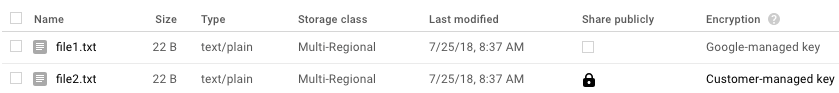 Name Size Type Storage class Last modified Share publicly Encryption ?
file1.txt 22 B text/plain Multi-Regional 7/25/18, 8:37 AM Google-managed key
file2.txt 22 B text/plain Multi-Regional 7/25/18, 8:37 AM Customer-managed key